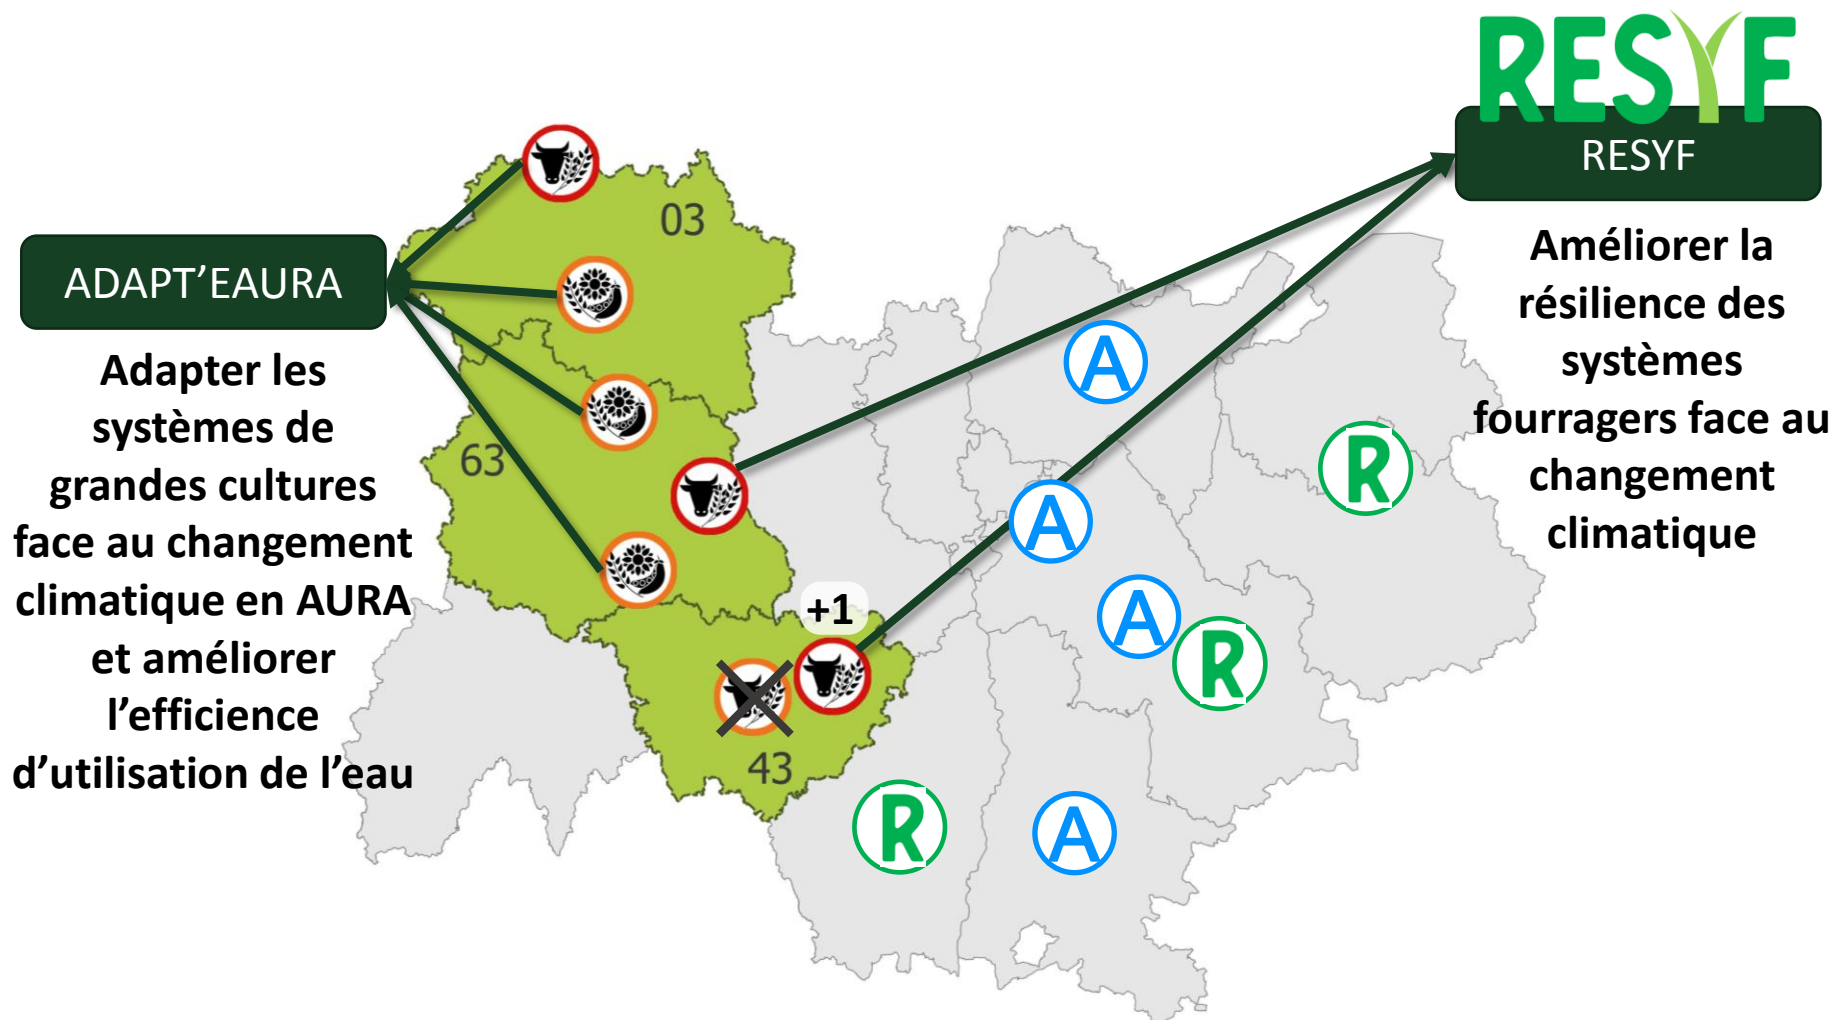 RESYF
RESYF
Améliorer la
résilience des
systèmes
fourragers face au
changement
climatique
ADAPT’EAURA
Adapter les
systèmes de
grandes cultures
face au changement
climatique en AURA
et améliorer
l’efficience
d’utilisation de l’eau
03
63
43
+1
A
A
A
A
R
R
R